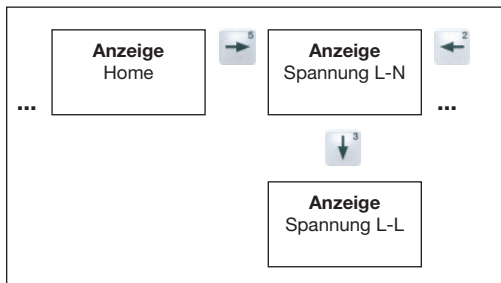 Anzeige
Home
5
Anzeige
Spannung L-N
2
...
...
3
Anzeige
Spannung L-L